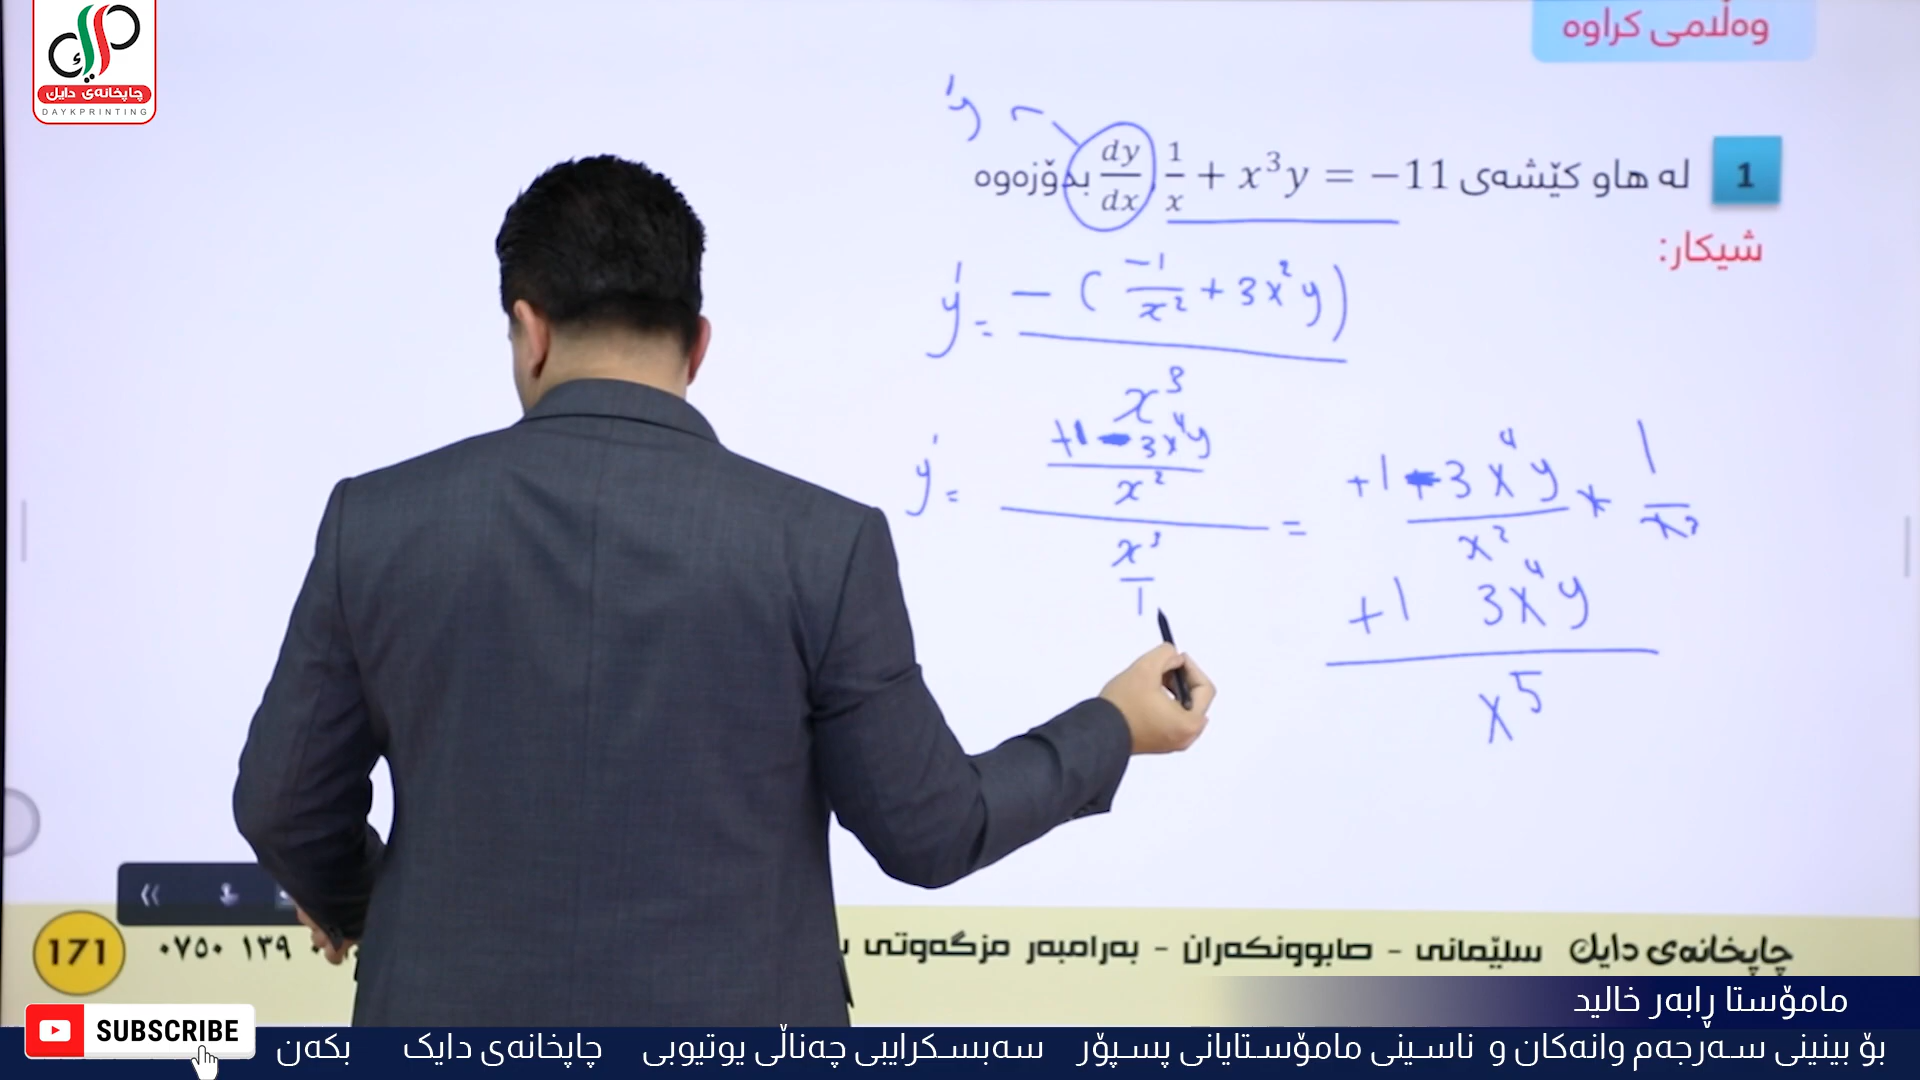 چاپخانەی دایك
DAYKPRINTING
وەڵامی کراوە
1 لە هاو کێشەی 1/x + x³y = −11 , dy/dx بدۆزەوە
y'
شیکار:
y' = −(−1/x² + 3x²y) / x³
y' = ((+1 − 3x⁴y)/x²) / (x³/1) = (+1 − 3x⁴y)/x² * 1/x³
(+1 3x⁴y) / x⁵
چاپخانەی دایك سلێمانی - صابوونکەران - بەرامبەر مزگەوتی
٠٧٥٠ ١٣٩
171
مامۆستا ڕابەر خالید
SUBSCRIBE
بۆ بینینی سەرجەم وانەکان و ناسینی مامۆستایانی پسپۆر سەبسکرایبی چەناڵی یوتیوبی چاپخانەی دایک بکەن